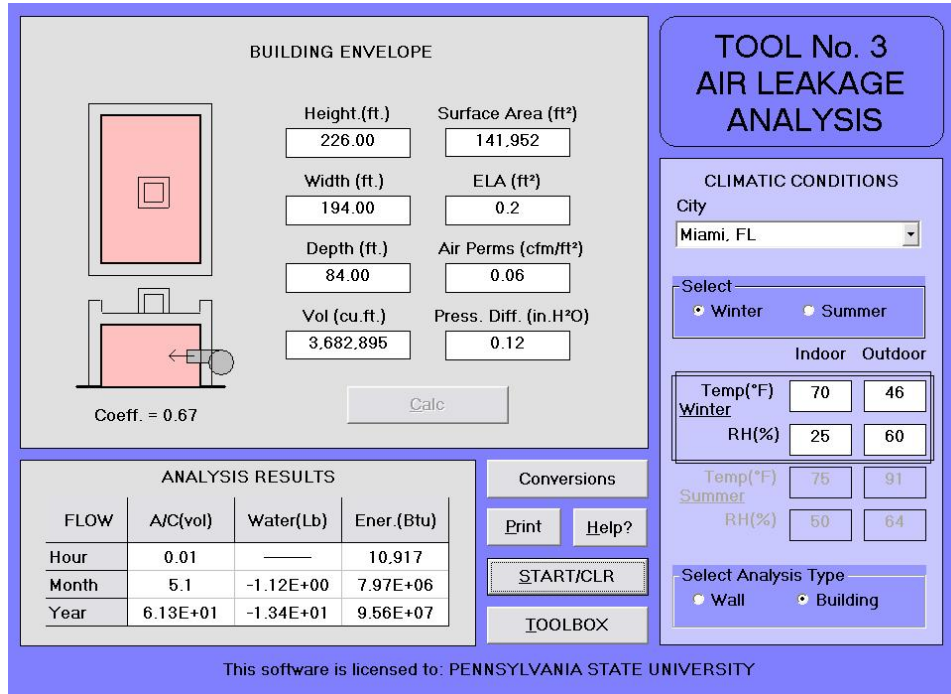 BUILDING ENVELOPE
Height.(ft.) Surface Area (ft²)
226.00 141,952
Width (ft.) ELA (ft²)
194.00 0.2
Depth (ft.) Air Perms (cfm/ft²)
84.00 0.06
Vol (cu.ft.) Press. Diff. (in.H²O)
3,682,895 0.12
Coeff. = 0.67
Calc
TOOL No. 3
AIR LEAKAGE
ANALYSIS
CLIMATIC CONDITIONS
City
Miami, FL
Select
Winter Summer
Indoor Outdoor
Temp(°F) 70 46
Winter
RH(%) 25 60
Temp(°F) 75 91
Summer
RH(%) 50 64
Select Analysis Type
Wall Building
ANALYSIS RESULTS
FLOW A/C(vol) Water(Lb) Ener.(Btu)
Hour 0.01 —— 10,917
Month 5.1 -1.12E+00 7.97E+06
Year 6.13E+01 -1.34E+01 9.56E+07
Conversions
Print Help?
START/CLR
TOOLBOX
This software is licensed to: PENNSYLVANIA STATE UNIVERSITY